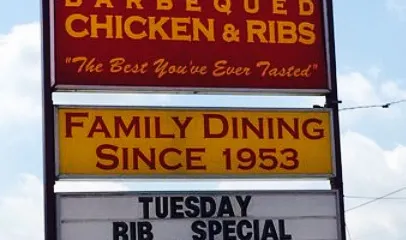 BARBEQUED
CHICKEN & RIBS
"The Best You've Ever Tasted"
FAMILY DINING
SINCE 1953
TUESDAY
RIB SPECIAL